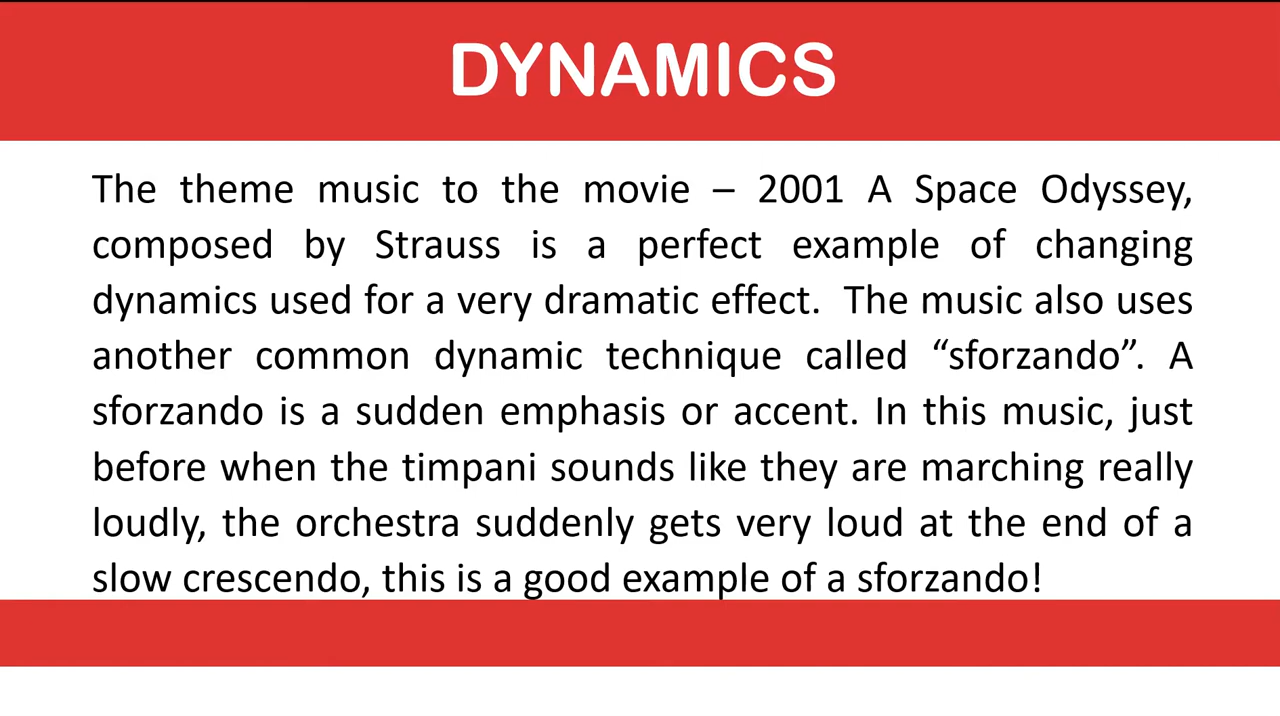 DYNAMICS
The theme music to the movie – 2001 A Space Odyssey,
composed by Strauss is a perfect example of changing
dynamics used for a very dramatic effect.  The music also uses
another common dynamic technique called “sforzando”. A
sforzando is a sudden emphasis or accent. In this music, just
before when the timpani sounds like they are marching really
loudly, the orchestra suddenly gets very loud at the end of a
slow crescendo, this is a good example of a sforzando!